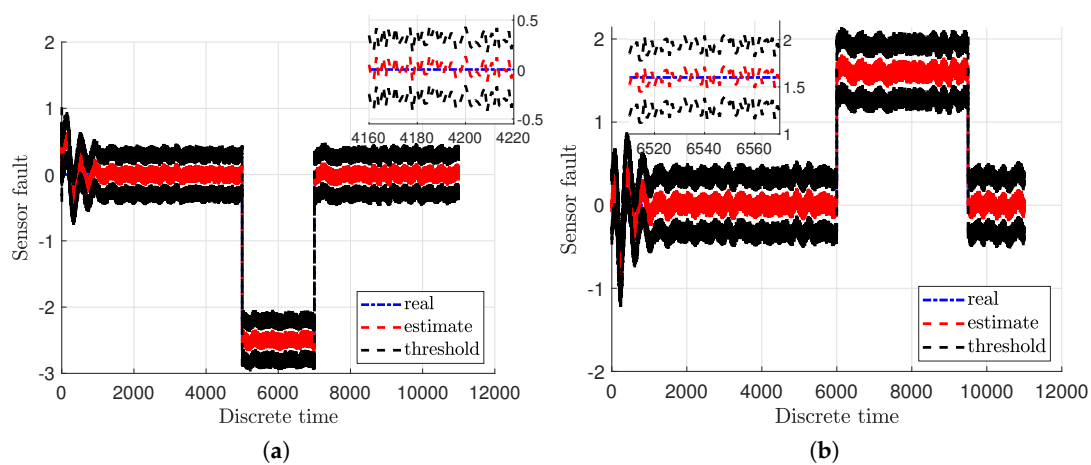 0.5
0
-0.5
4160 4180 4200 4220
2
1
0
-1
-2
-3
Sensor fault
0 2000 4000 6000 8000 10000 12000
Discrete time
real
estimate
threshold
(a)
2
1.5
1
6520 6540 6560
2
1
0
-1
-2
Sensor fault
0 2000 4000 6000 8000 10000 12000
Discrete time
real
estimate
threshold
(b)